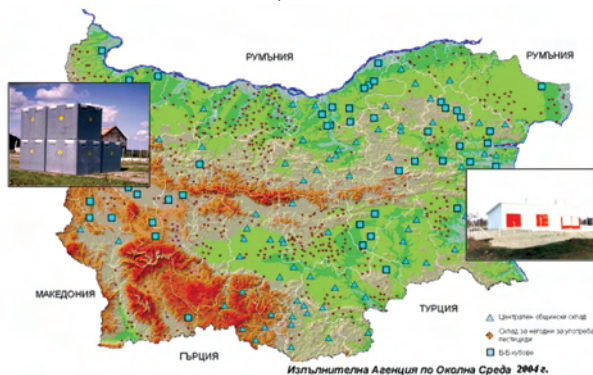 РУМЪНИЯ
РУМЪНИЯ
МАКЕДОНИЯ
ГЪРЦИЯ
ТУРЦИЯ
Централен общински склад
Склад за негодни за употреба
пестициди
Б/Б кубове
Изпълнителна Агенция по Околна Среда 2004 г.